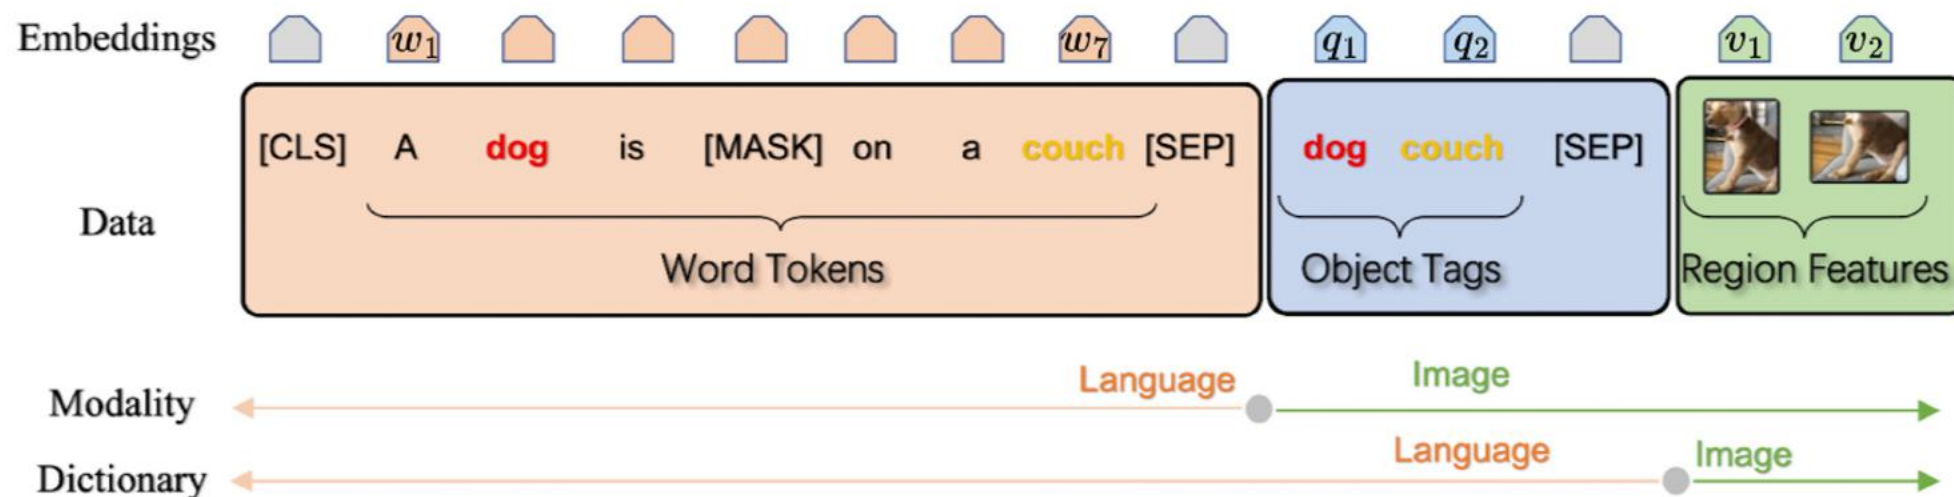 Embeddings w1 w7 q1 q2 v1 v2
[CLS] A dog is [MASK] on a couch [SEP] dog couch [SEP]
Data
Word Tokens Object Tags Region Features
Language Image
Modality
Language Image
Dictionary